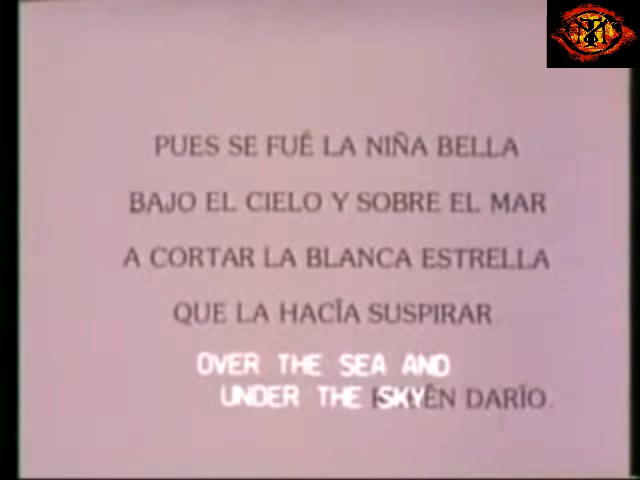 PUES SE FUÉ LA NIÑA BELLA
BAJO EL CIELO Y SOBRE EL MAR
A CORTAR LA BLANCA ESTRELLA
QUE LA HACÍA SUSPIRAR
OVER THE SEA AND
UNDER THE SKY
DARÍO.